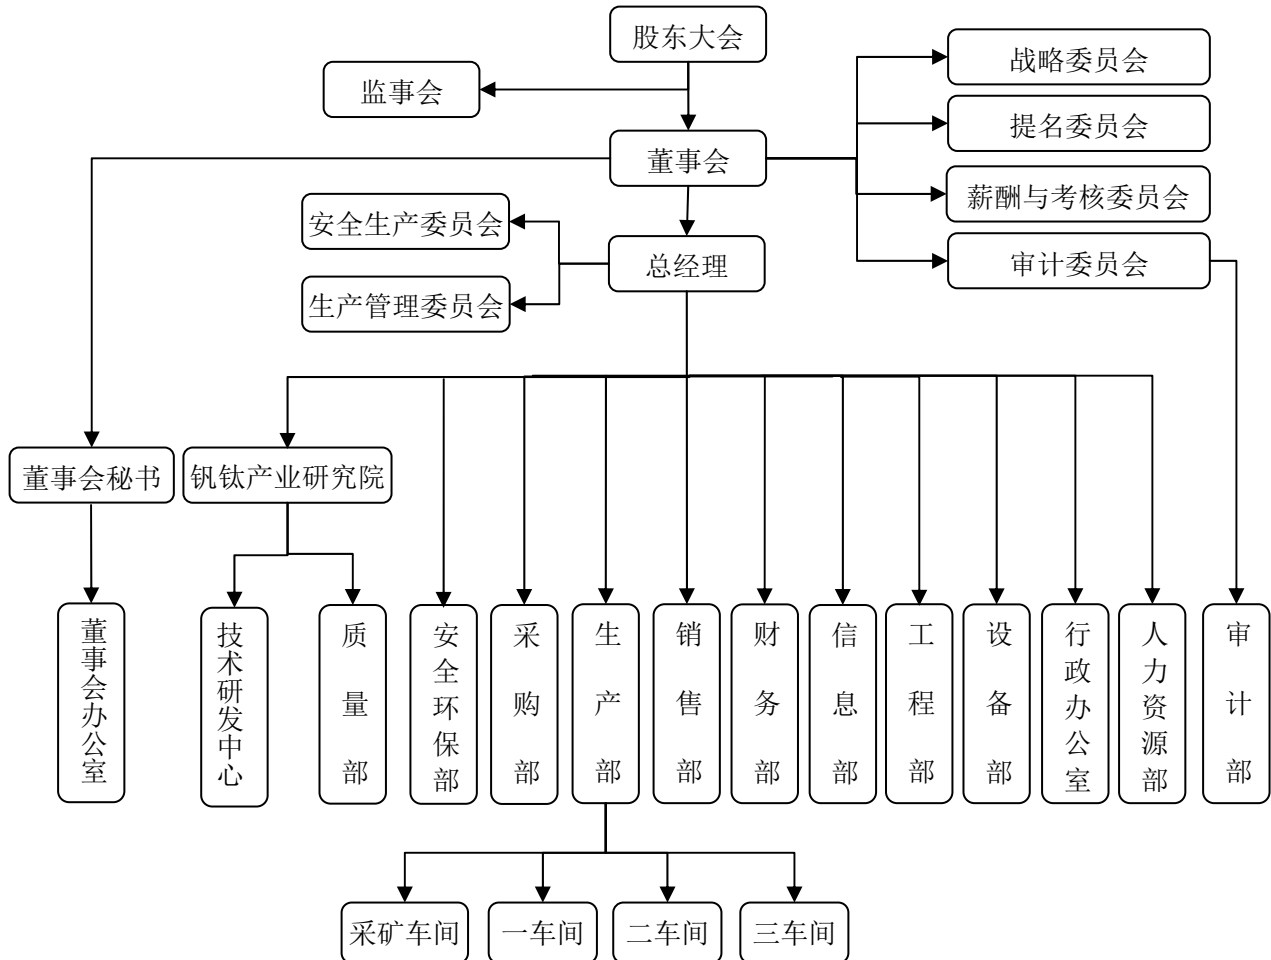 股东大会
监事会
战略委员会
提名委员会
董事会
薪酬与考核委员会
安全生产委员会
总经理
审计委员会
生产管理委员会
董事会秘书
钒钛产业研究院
董事会办公室
技术研发中心
质量部
安全环保部
采购部
生产部
销售部
财务部
信息部
工程部
设备部
行政办公室
人力资源部
审计部
采矿车间
一车间
二车间
三车间